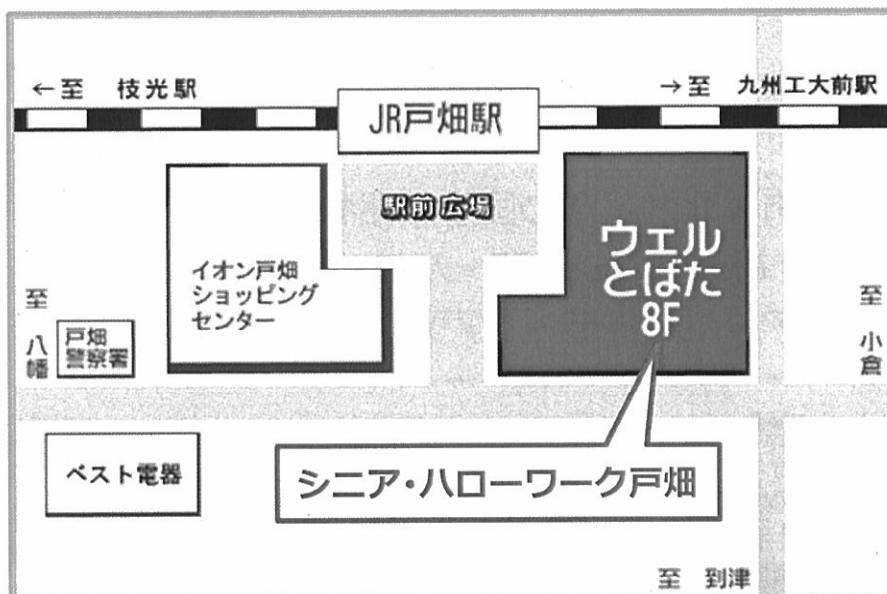 ←至 枝光駅
→至 九州工大前駅
JR戸畑駅
駅前広場
イオン戸畑
ショッピング
センター
ウェル
とばた
8F
至 八幡
戸畑
警察署
至 小倉
ベスト電器
シニア・ハローワーク戸畑
至 到津